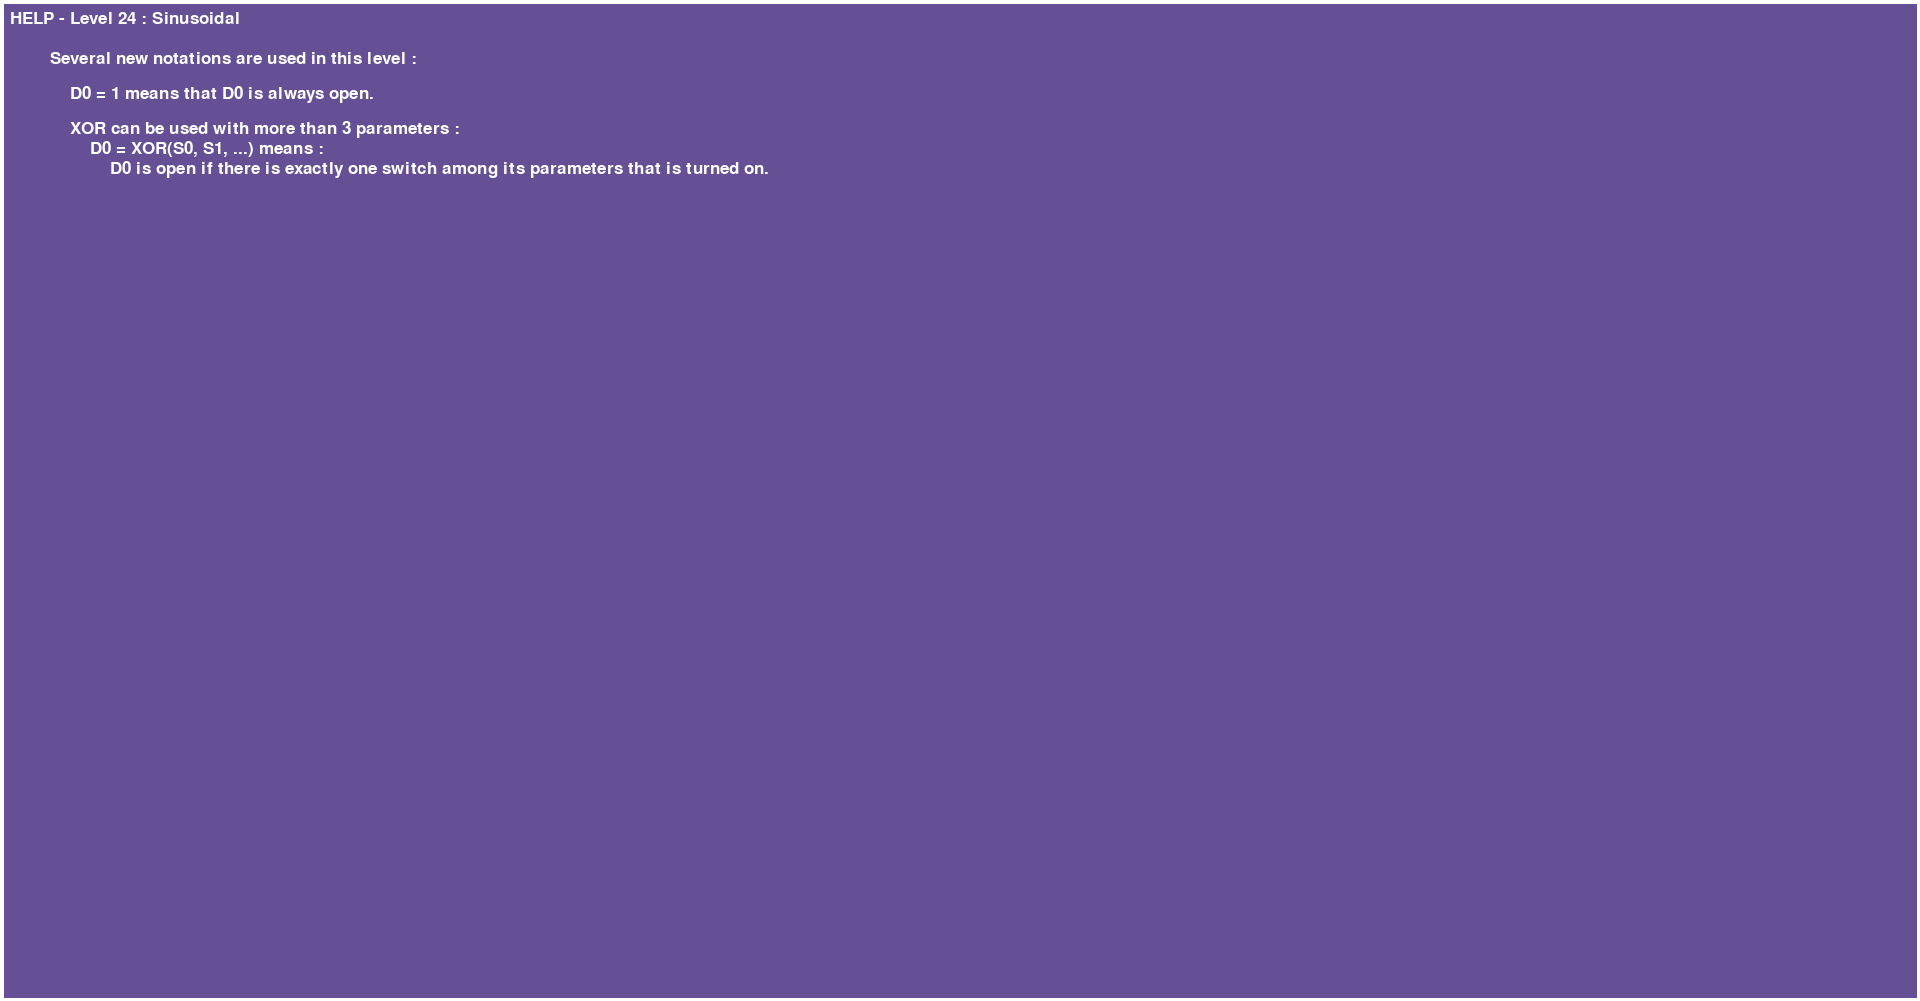 HELP - Level 24 : Sinusoidal
Several new notations are used in this level :
D0 = 1 means that D0 is always open.
XOR can be used with more than 3 parameters :
D0 = XOR(S0, S1, ...) means :
D0 is open if there is exactly one switch among its parameters that is turned on.